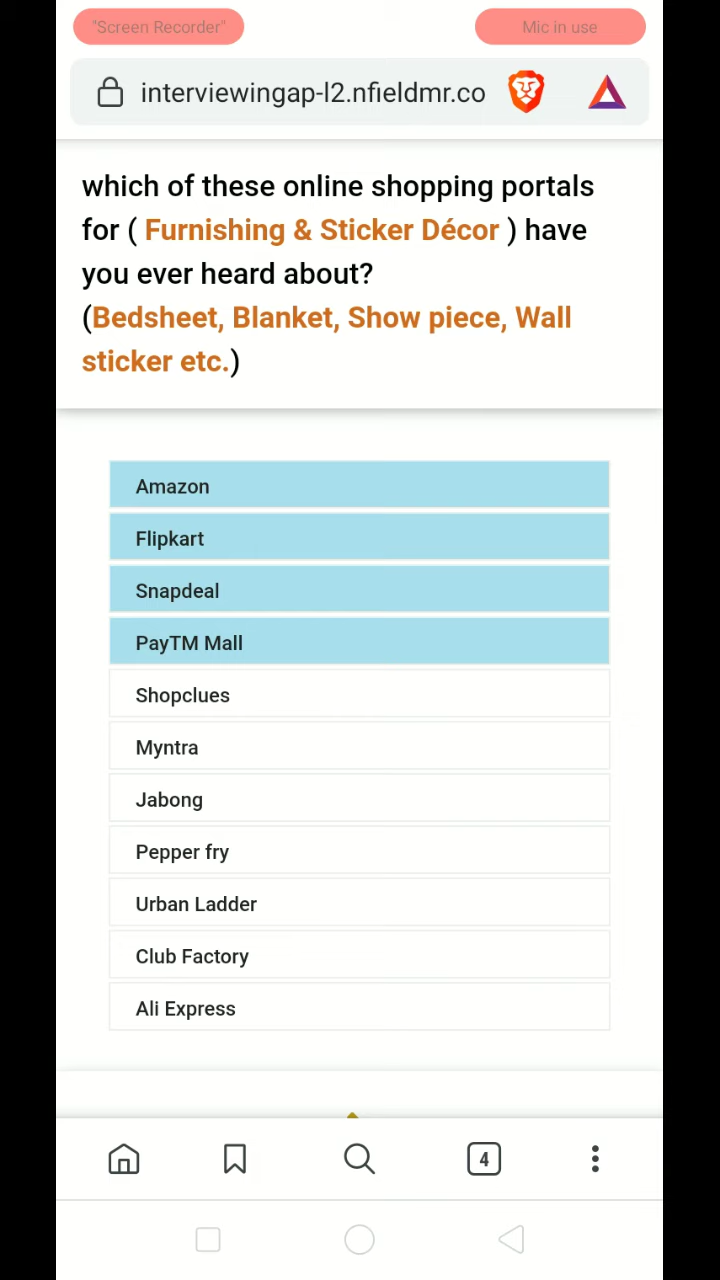 "Screen Recorder"
Mic in use
interviewingap-l2.nfieldmr.co
which of these online shopping portals
for ( Furnishing & Sticker Décor ) have
you ever heard about?
(Bedsheet, Blanket, Show piece, Wall
sticker etc.)
Amazon
Flipkart
Snapdeal
PayTM Mall
Shopclues
Myntra
Jabong
Pepper fry
Urban Ladder
Club Factory
Ali Express
4